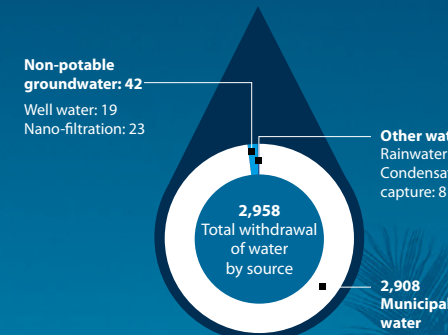 Non-potable
groundwater: 42
Well water: 19
Nano-filtration: 23
Other wat
Rainwater
Condensat
capture: 8
2,958
Total withdrawal
of water
by source
2,908
Municipal
water